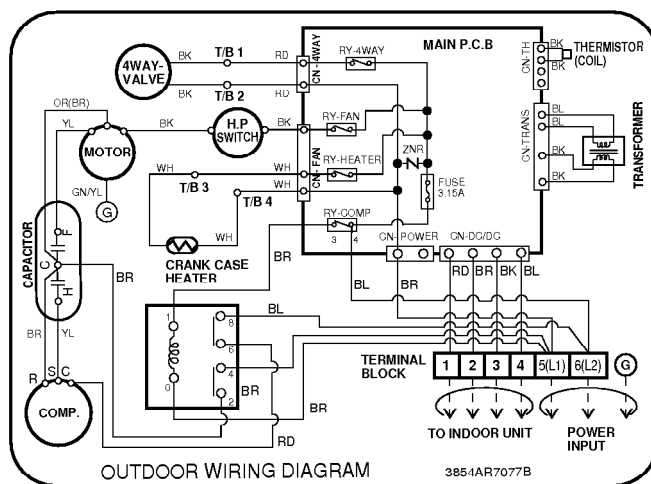 MAIN P.C.B
4WAY-
VALVE
BK
T/B 1
RD
CN-4WAY
RY-4WAY
BK
T/B 2
RD
CN-TH
BK
BK
THERMISTOR
(COIL)
OR(BR)
YL
MOTOR
BK
H.P
SWITCH
BK
CN-FAN
RY-FAN
RY-HEATER
ZNR
FUSE
3.15A
CN-TRANS
BL
BL
BK
BK
TRANSFORMER
GN/YL
G
WH
T/B 3
WH
T/B 4
WH
WH
CRANK CASE
HEATER
RY-COMP
3 4
CN-POWER
CN-DC/DC
RD BR BK BL
CAPACITOR
F
C
H
BR
BR
BL
BL
BR
BR
YL
1
0
8
6
4
2
BR
BR
RD
R S C
COMP.
TERMINAL
BLOCK
1 2 3 4 5(L1) 6(L2) G
TO INDOOR UNIT
POWER
INPUT
OUTDOOR WIRING DIAGRAM
3854AR7077B